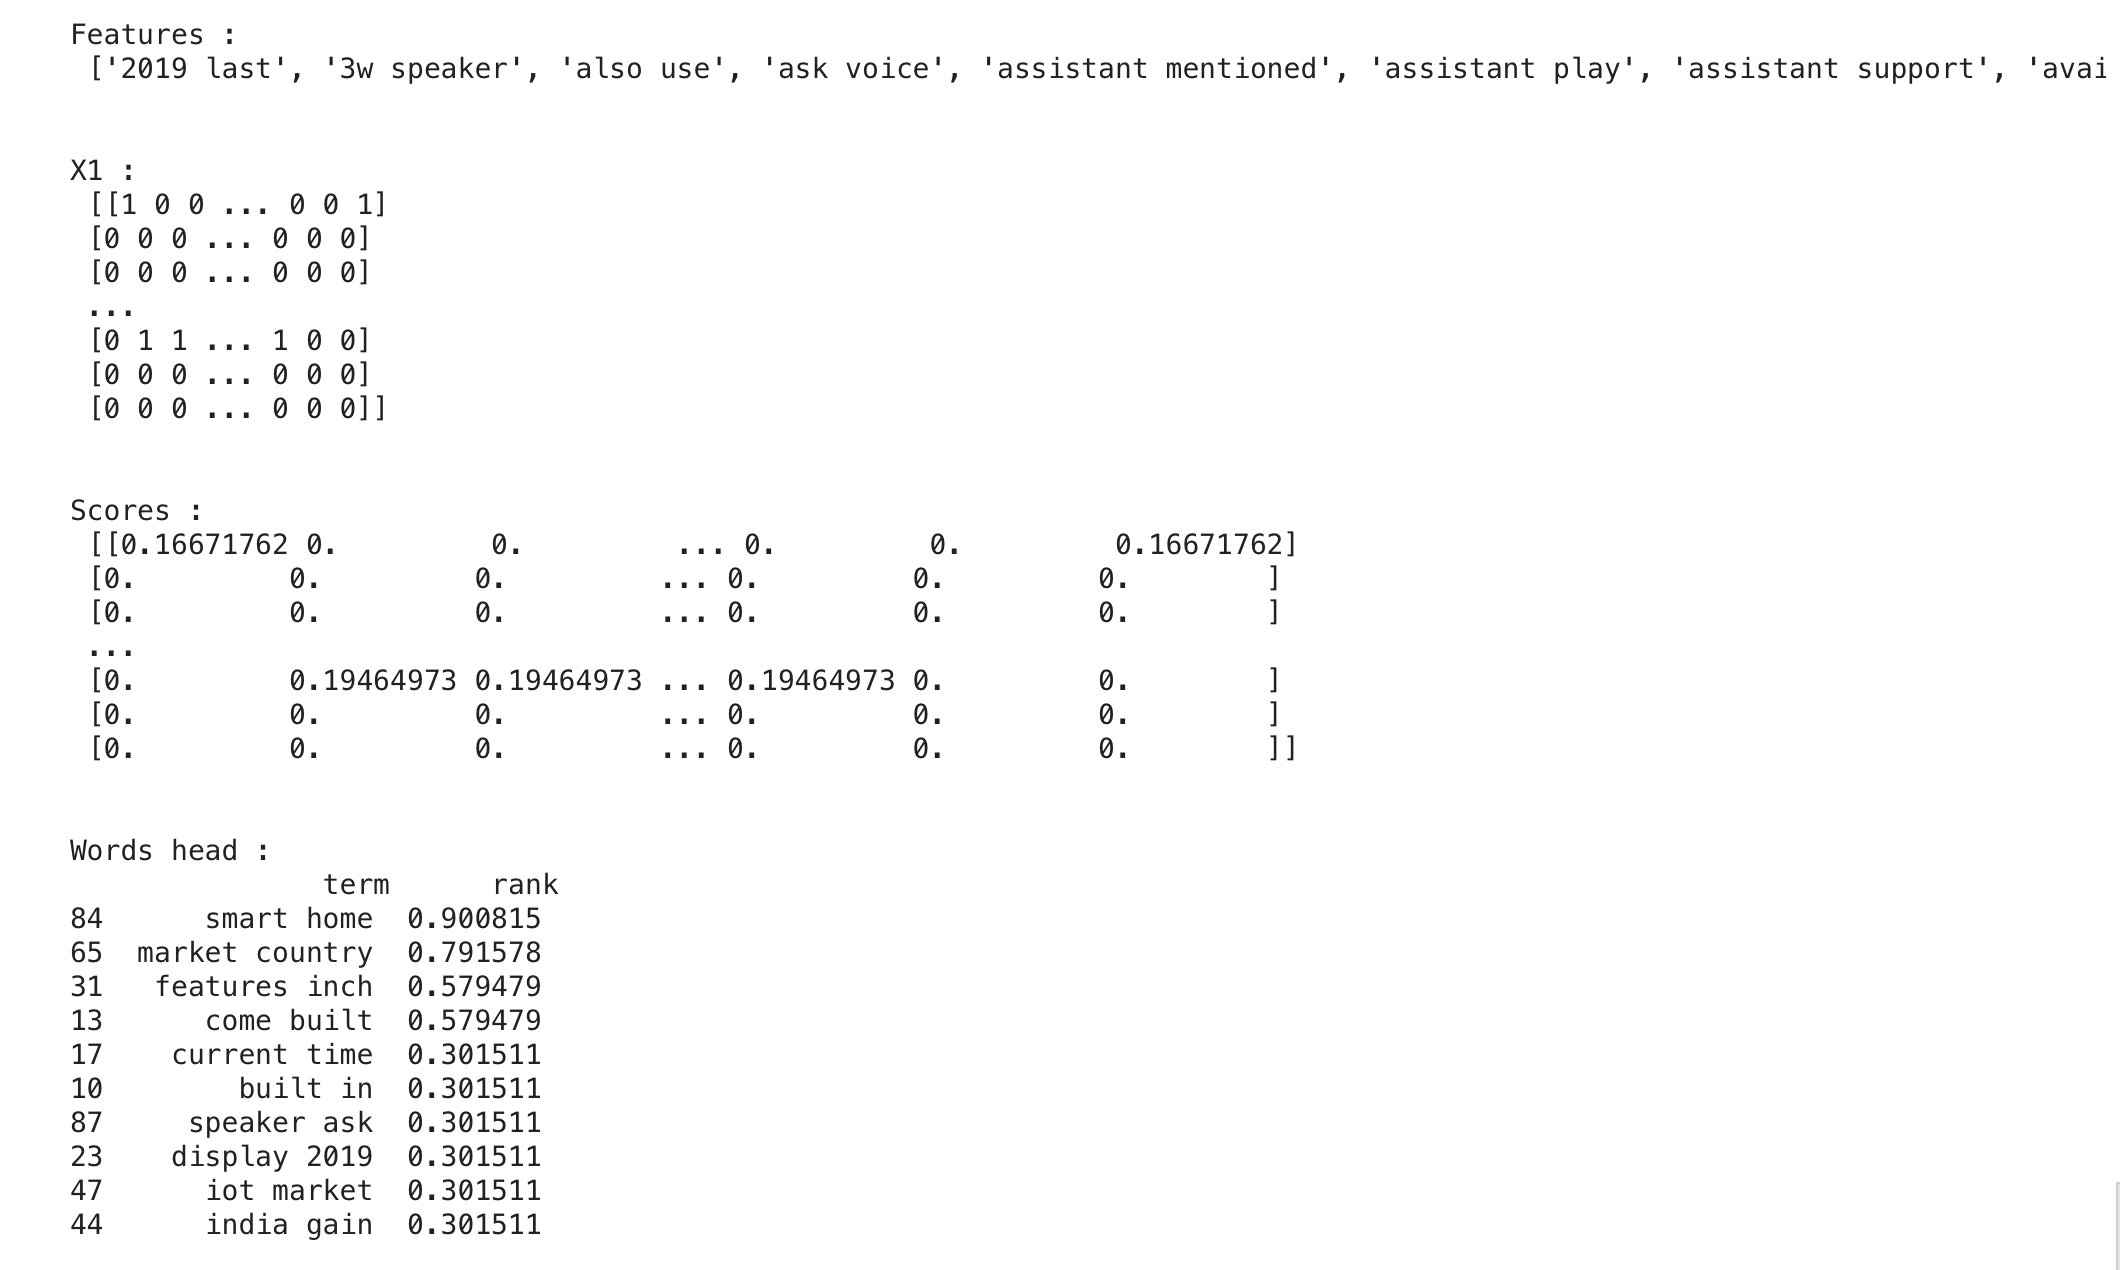 Features :
['2019 last', '3w speaker', 'also use', 'ask voice', 'assistant mentioned', 'assistant play', 'assistant support', 'avai
X1 :
[[1 0 0 ... 0 0 1]
[0 0 0 ... 0 0 0]
[0 0 0 ... 0 0 0]
...
[0 1 1 ... 1 0 0]
[0 0 0 ... 0 0 0]
[0 0 0 ... 0 0 0]]
Scores :
[[0.16671762 0. 0. ... 0. 0. 0.16671762]
[0. 0. 0. ... 0. 0. 0. ]
[0. 0. 0. ... 0. 0. 0. ]
...
[0. 0.19464973 0.19464973 ... 0.19464973 0. 0. ]
[0. 0. 0. ... 0. 0. 0. ]
[0. 0. 0. ... 0. 0. 0. ]]
Words head :
term rank
84 smart home 0.900815
65 market country 0.791578
31 features inch 0.579479
13 come built 0.579479
17 current time 0.301511
10 built in 0.301511
87 speaker ask 0.301511
23 display 2019 0.301511
47 iot market 0.301511
44 india gain 0.301511